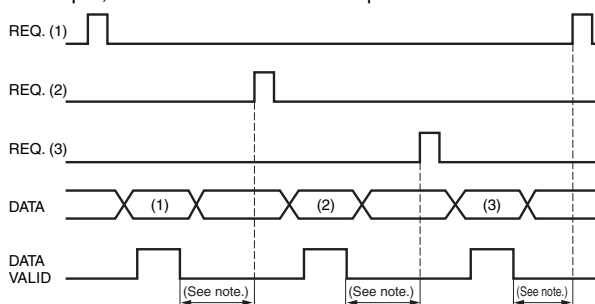 REQ. (1)
REQ. (2)
REQ. (3)
DATA
(1)
(2)
(3)
DATA
VALID
(See note.)
(See note.)
(See note.)